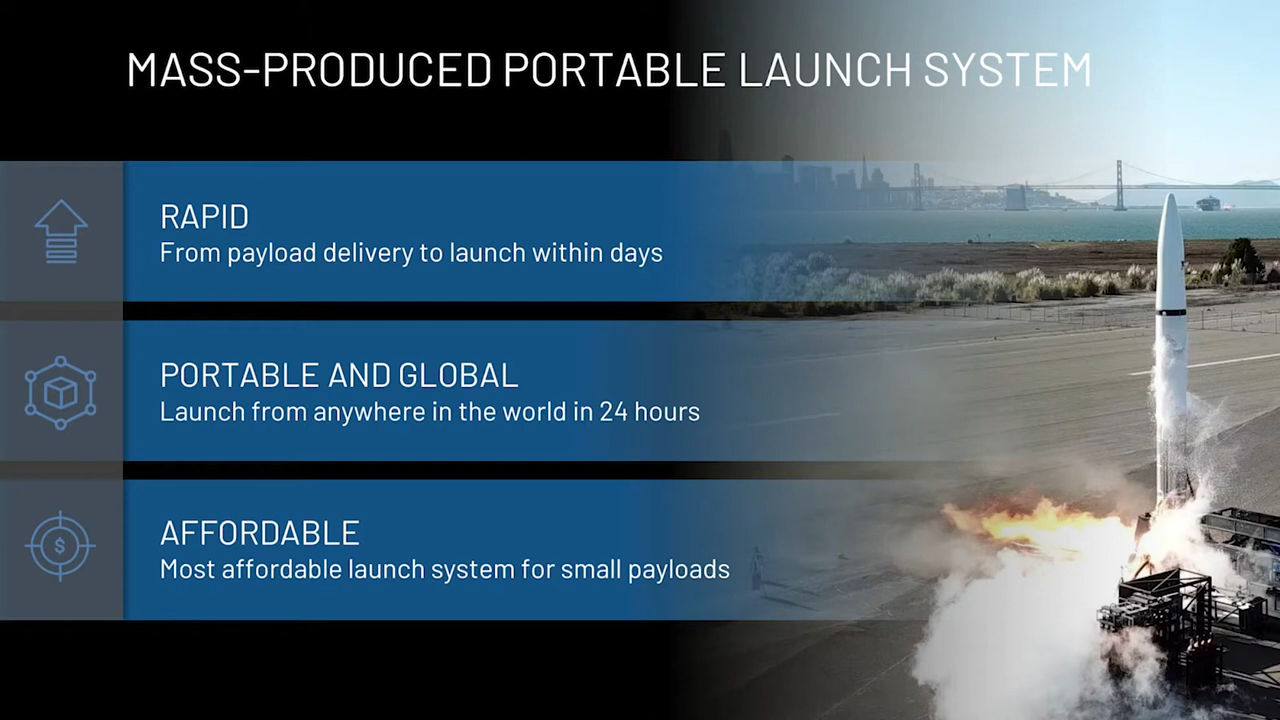 MASS-PRODUCED PORTABLE LAUNCH SYSTEM
RAPID
From payload delivery to launch within days
PORTABLE AND GLOBAL
Launch from anywhere in the world in 24 hours
$
AFFORDABLE
Most affordable launch system for small payloads